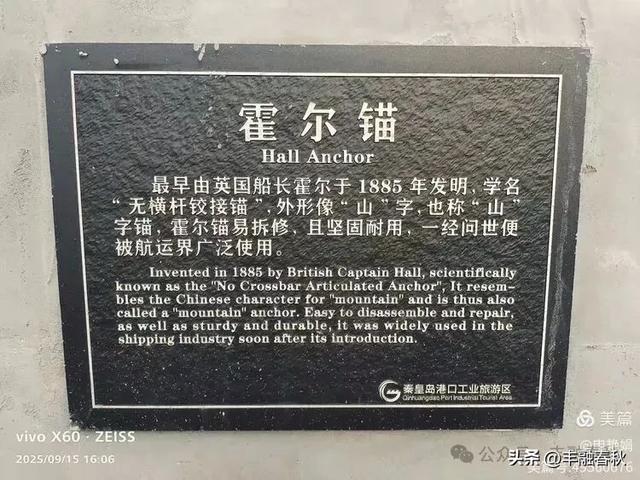 霍尔锚
Hall Anchor
最早由英国船长霍尔于1885年发明,学名
“无横杆铰接锚”,外形像“山”字,也称“山”
字锚,霍尔锚易拆修,且坚固耐用,一经问世便
被航运界广泛使用。
Invented in 1885 by British Captain Hall, scientifically
known as the "No Crossbar Articulated Anchor", It resem-
bles the Chinese character for "mountain" and is thus also
called a "mountain" anchor. Easy to disassemble and repair,
as well as sturdy and durable, it was widely used in the
shipping industry soon after its introduction.
秦皇岛港口工业旅游区
Qinhuangdao Port Industrial Tourist Area
vivo X60 · ZEISS
2025/09/15 16:06
美篇
公众号
头条 @丰融春秋